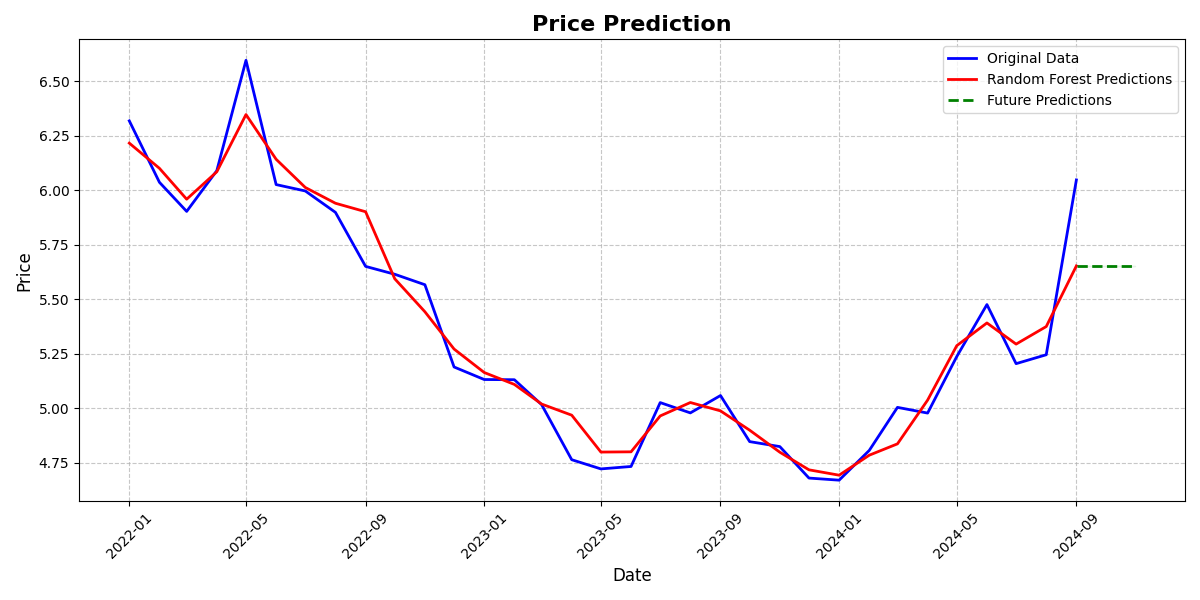 Price Prediction
Original Data
Random Forest Predictions
Future Predictions
Price
6.50
6.25
6.00
5.75
5.50
5.25
5.00
4.75
2022-01
2022-05
2022-09
2023-01
2023-05
2023-09
2024-01
2024-05
2024-09
Date